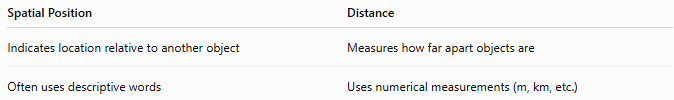 Spatial Position Distance
Indicates location relative to another object Measures how far apart objects are
Often uses descriptive words Uses numerical measurements (m, km, etc.)